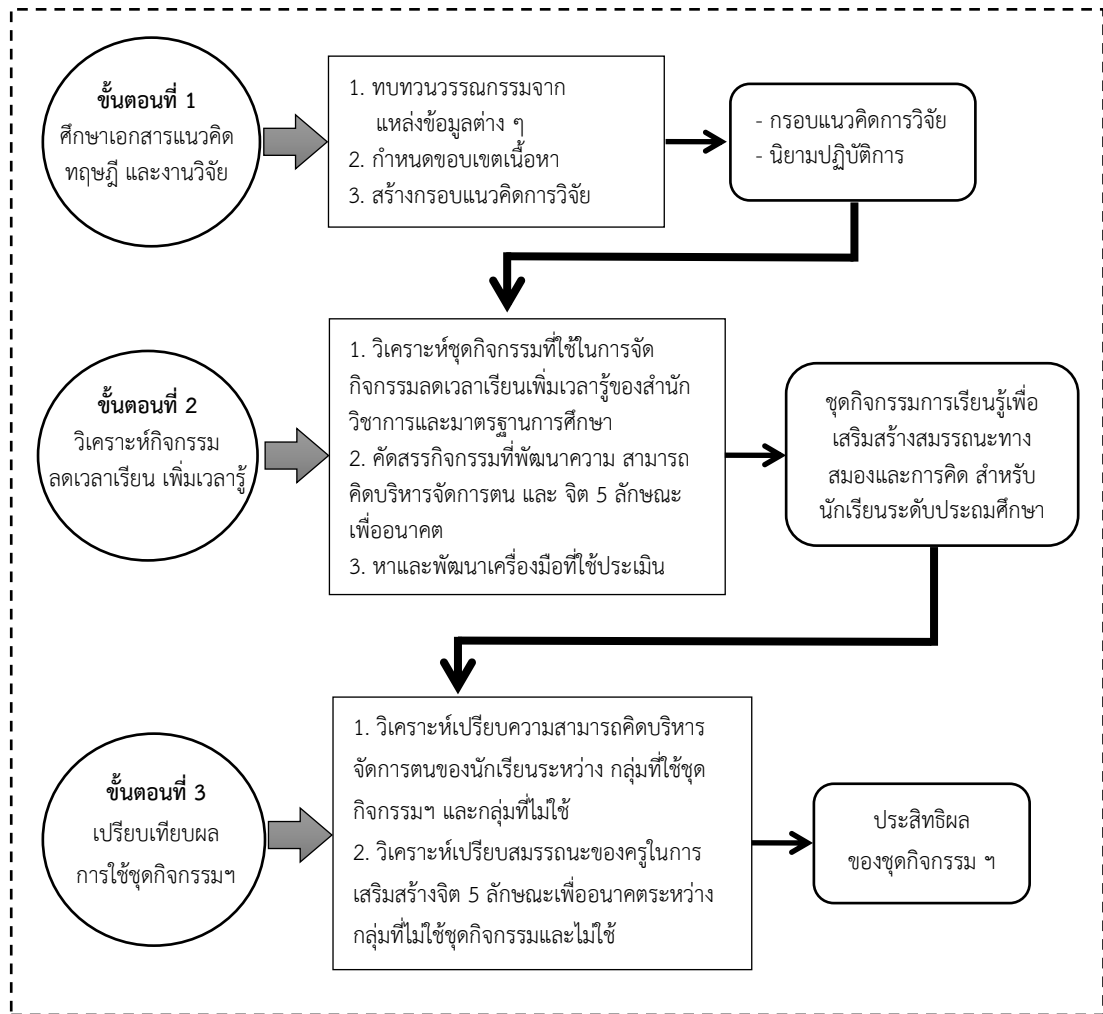 ขั้นตอนที่ 1
ศึกษาเอกสารแนวคิด
ทฤษฎี และงานวิจัย
1. ทบทวนวรรณกรรมจาก
แหล่งข้อมูลต่าง ๆ
2. กำหนดขอบเขตเนื้อหา
3. สร้างกรอบแนวคิดการวิจัย
- กรอบแนวคิดการวิจัย
- นิยามปฏิบัติการ
ขั้นตอนที่ 2
วิเคราะห์กิจกรรม
ลดเวลาเรียน เพิ่มเวลารู้
1. วิเคราะห์ชุดกิจกรรมที่ใช้ในการจัด
กิจกรรมลดเวลาเรียนเพิ่มเวลารู้ของสำนัก
วิชาการและมาตรฐานการศึกษา
2. คัดสรรกิจกรรมที่พัฒนาความ สามารถ
คิดบริหารจัดการตน และ จิต 5 ลักษณะ
เพื่ออนาคต
3. หาและพัฒนาเครื่องมือที่ใช้ประเมิน
ชุดกิจกรรมการเรียนรู้เพื่อ
เสริมสร้างสมรรถนะทาง
สมองและการคิด สำหรับ
นักเรียนระดับประถมศึกษา
ขั้นตอนที่ 3
เปรียบเทียบผล
การใช้ชุดกิจกรรมฯ
1. วิเคราะห์เปรียบความสามารถคิดบริหาร
จัดการตนของนักเรียนระหว่าง กลุ่มที่ใช้ชุด
กิจกรรมฯ และกลุ่มที่ไม่ใช้
2. วิเคราะห์เปรียบสมรรถนะของครูในการ
เสริมสร้างจิต 5 ลักษณะเพื่ออนาคตระหว่าง
กลุ่มที่ไม่ใช้ชุดกิจกรรมและไม่ใช้
ประสิทธิผล
ของชุดกิจกรรม ฯ